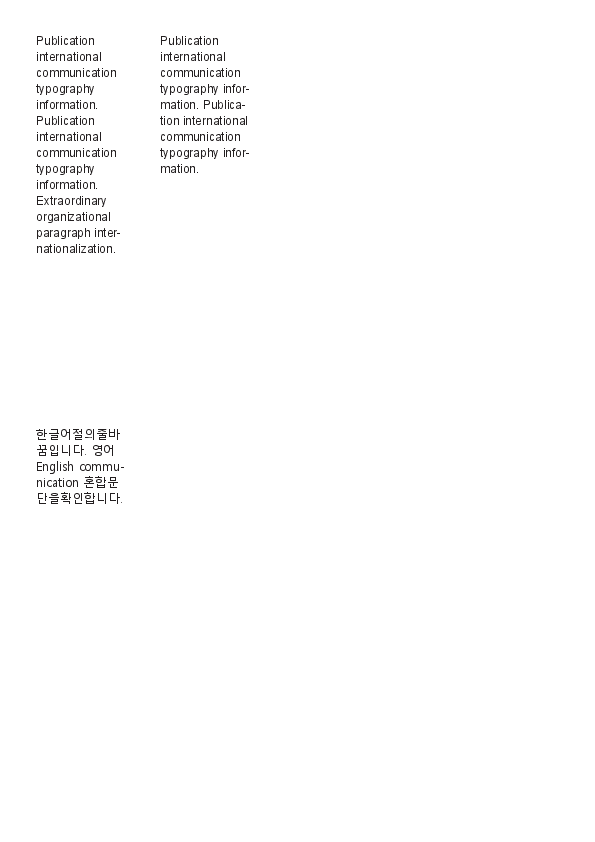 Publication
international
communication
typography
information.
Publication
international
communication
typography
information.
Extraordinary
organizational
paragraph inter-
nationalization.
Publication
international
communication
typography infor-
mation. Publica-
tion international
communication
typography infor-
mation.
한글어절의줄바
꿈입니다. 영어
English commu-
nication 혼합문
단을확인합니다.